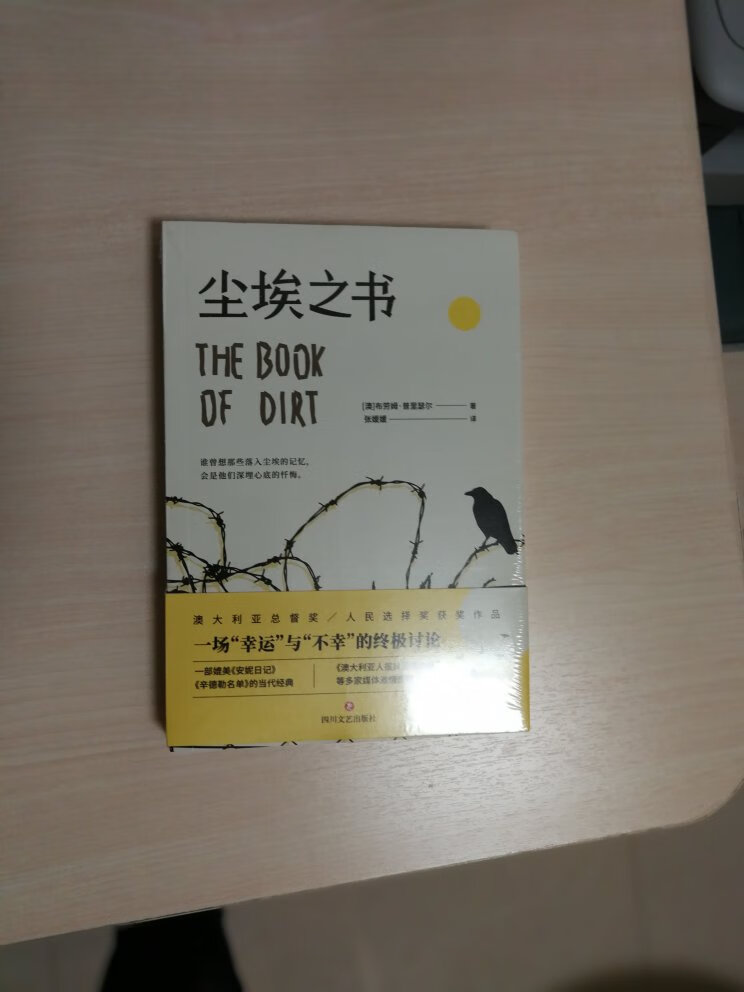 尘埃之书
THE BOOK
OF DIRT
[澳]布劳姆·普里瑟尔 著
张媛媛 译
谁曾想那些落入尘埃的记忆，
会是他们深埋心底的忏悔。
澳大利亚总督奖／人民选择奖获奖作品
一场“幸运”与“不幸”的终极讨论
一部媲美《安妮日记》
《辛德勒名单》的当代经典
《澳大利亚人报
等多家媒体
四川文艺出版社